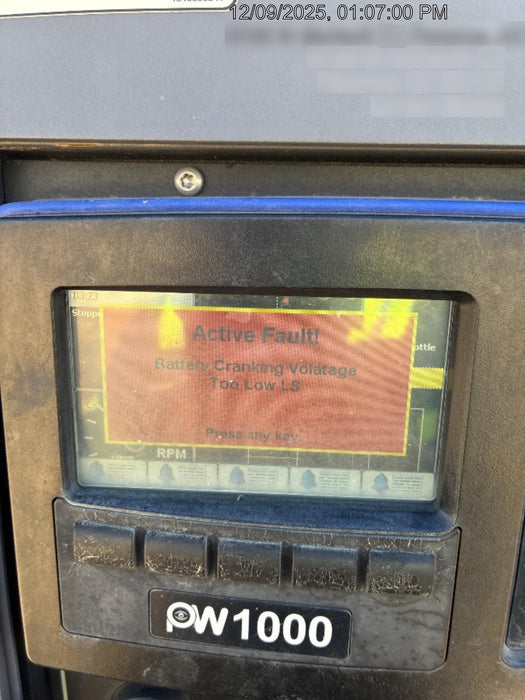 12/09/2025, 01:07:00 PM
Active Fault!
Battery Cranking Volatage
Too Low LS
Press any key
RPM
PW1000